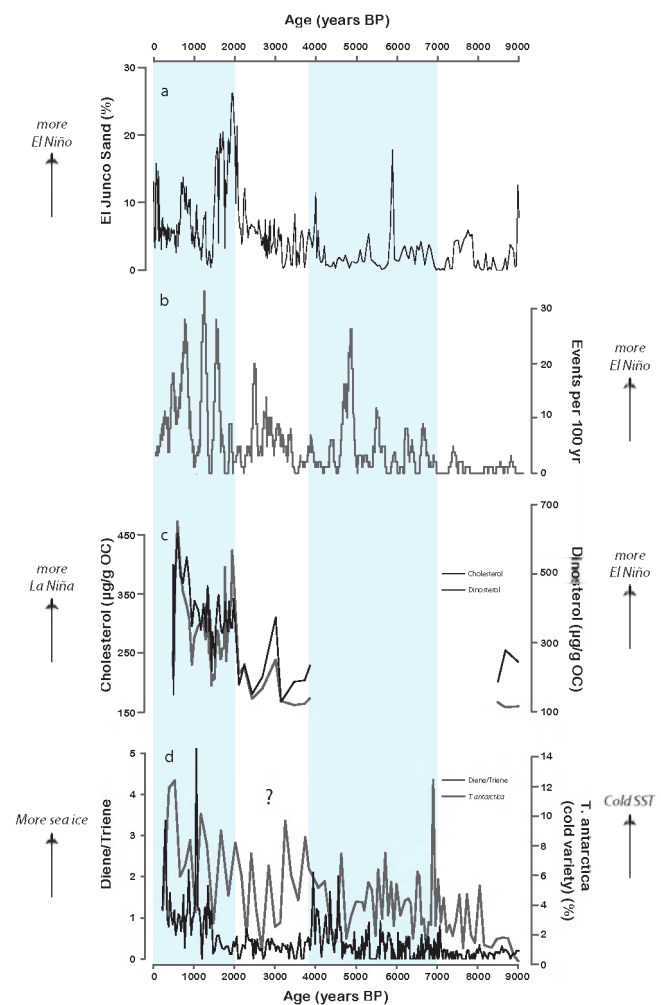 Age (years BP)
0 1000 2000 3000 4000 5000 6000 7000 8000 9000
a
30
20
10
0
El Junco Sand (%)
more
El Niño
b
30
20
10
0
Events per 100 yr
more
El Niño
c
450
350
250
150
Cholesterol (µg/g OC)
more
La Niña
Cholesterol
Dinosterol
700
500
300
100
Dinosterol (µg/g OC)
more
El Niño
d
5
4
3
2
1
0
Diene/Triene
More sea ice
?
Diene/Triene
T. antarctica
14
12
10
8
6
4
2
0
T. antarctica
(cold variety) (%)
Cold SST
0 1000 2000 3000 4000 5000 6000 7000 8000 9000
Age (years BP)